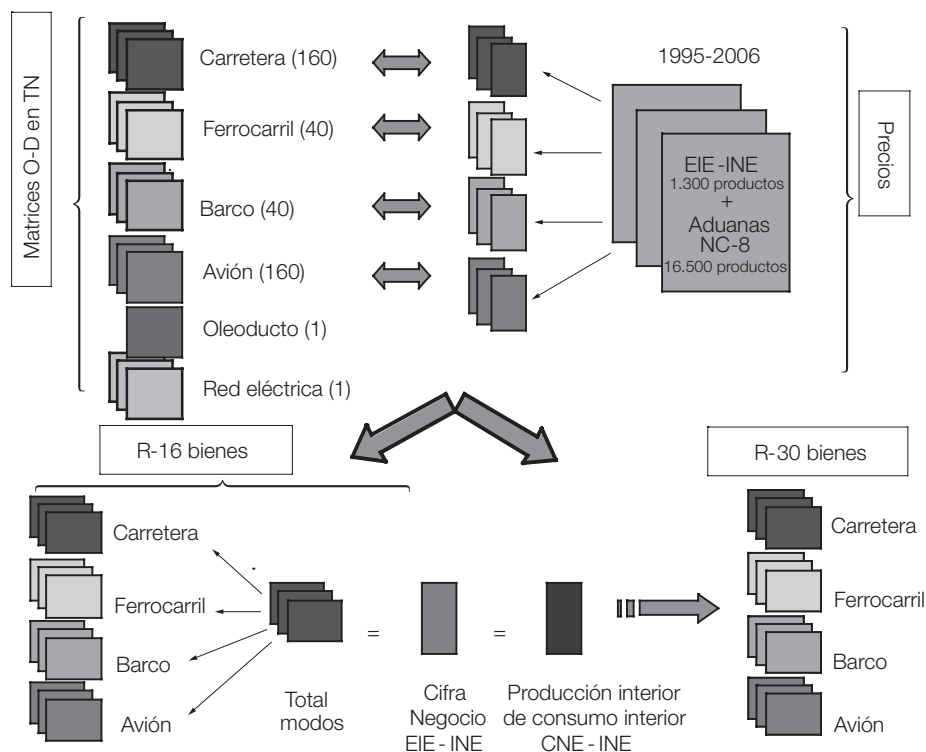 Matrices O-D en TN
Carretera (160)
Ferrocarril (40)
Barco (40)
Avión (160)
Oleoducto (1)
Red eléctrica (1)
1995-2006
EIE-INE
1.300 productos
+
Aduanas
NC-8
16.500 productos
Precios
R-16 bienes
R-30 bienes
Carretera
Ferrocarril
Barco
Avión
Total
modos
=
Cifra
Negocio
EIE - INE
=
Producción interior
de consumo interior
CNE - INE
Carretera
Ferrocarril
Barco
Avión